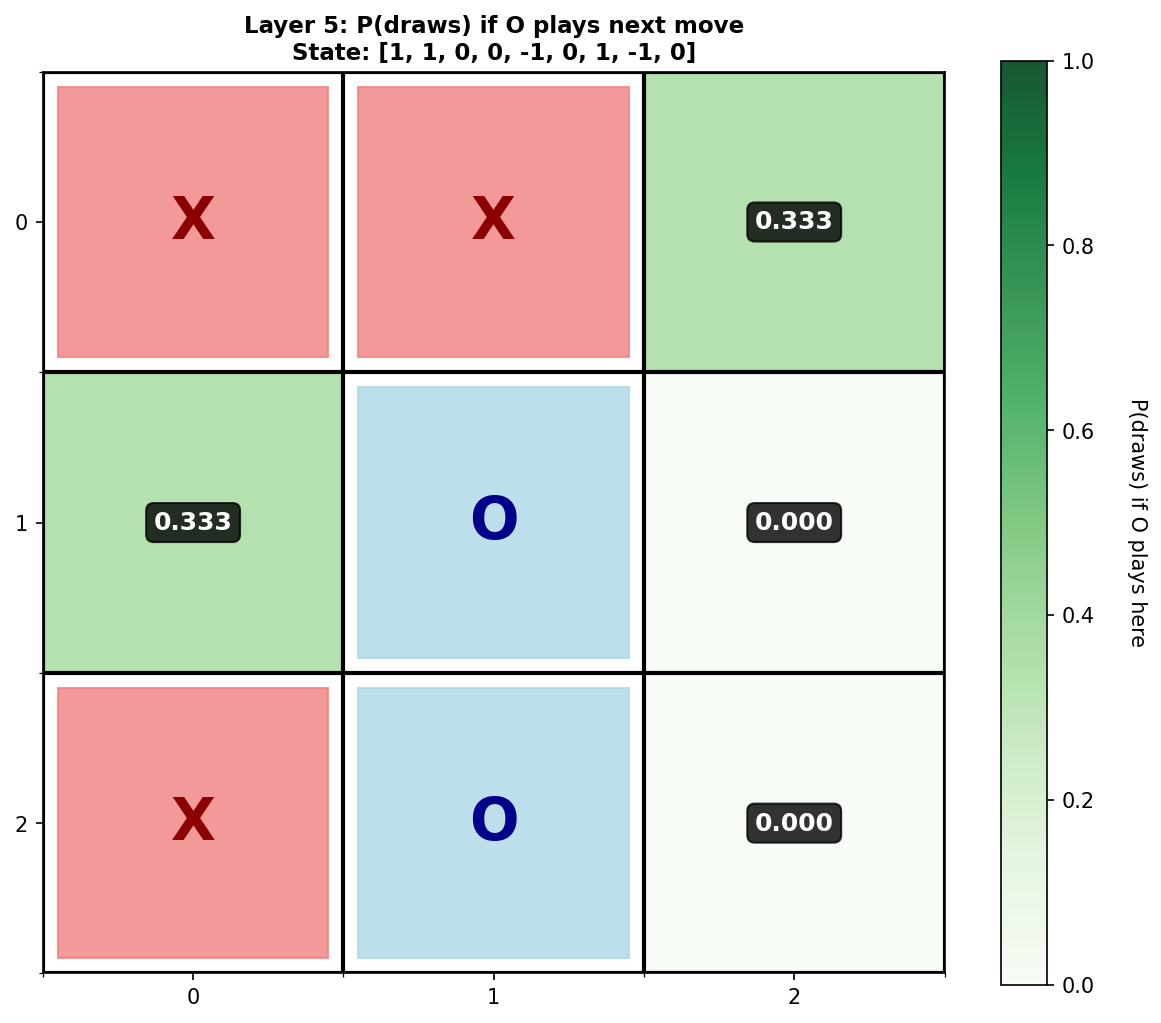 Layer 5: P(draws) if O plays next move
State: [1, 1, 0, 0, -1, 0, 1, -1, 0]
X X 0.333
0.333 O 0.000
X O 0.000
0
1
2
0 1 2
1.0
0.8
0.6
0.4
0.2
0.0
P(draws) if O plays here